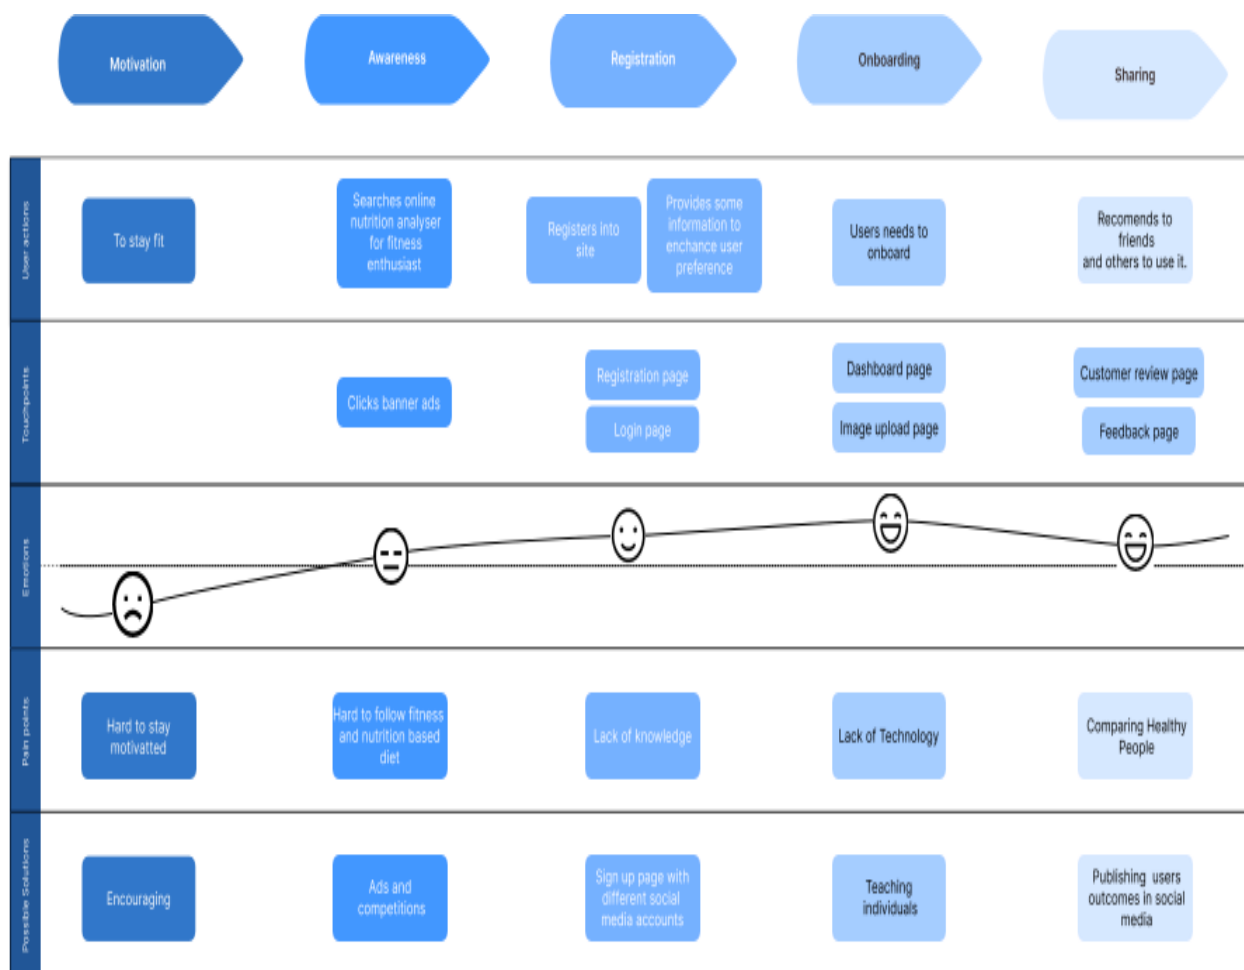 Motivation
Awareness
Registration
Onboarding
Sharing
User actions
To stay fit
Searches online
nutrition analyser
for fitness
enthusiast
Registers into
site
Provides some
information to
enchance user
preference
Users needs to
onboard
Recomends to
friends
and others to use it.
Touchpoints
Clicks banner ads
Registration page
Login page
Dashboard page
Image upload page
Customer review page
Feedback page
Emotions
Pain points
Hard to stay
motivatted
Hard to follow fitness
and nutrition based
diet
Lack of knowledge
Lack of Technology
Comparing Healthy
People
Possible Solutions
Encouraging
Ads and
competitions
Sign up page with
different social
media accounts
Teaching
individuals
Publishing users
outcomes in social
media